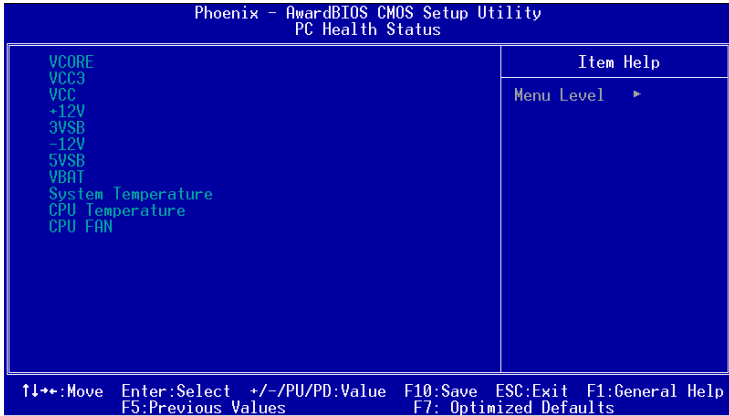 Phoenix - AwardBIOS CMOS Setup Utility
PC Health Status
VCORE
VCC3
VCC
+12V
3VSB
-12V
5VSB
VBAT
System Temperature
CPU Temperature
CPU FAN
Item Help
Menu Level ►
↑↓→←:Move Enter:Select +/-/PU/PD:Value F10:Save ESC:Exit F1:General Help
F5:Previous Values F7: Optimized Defaults